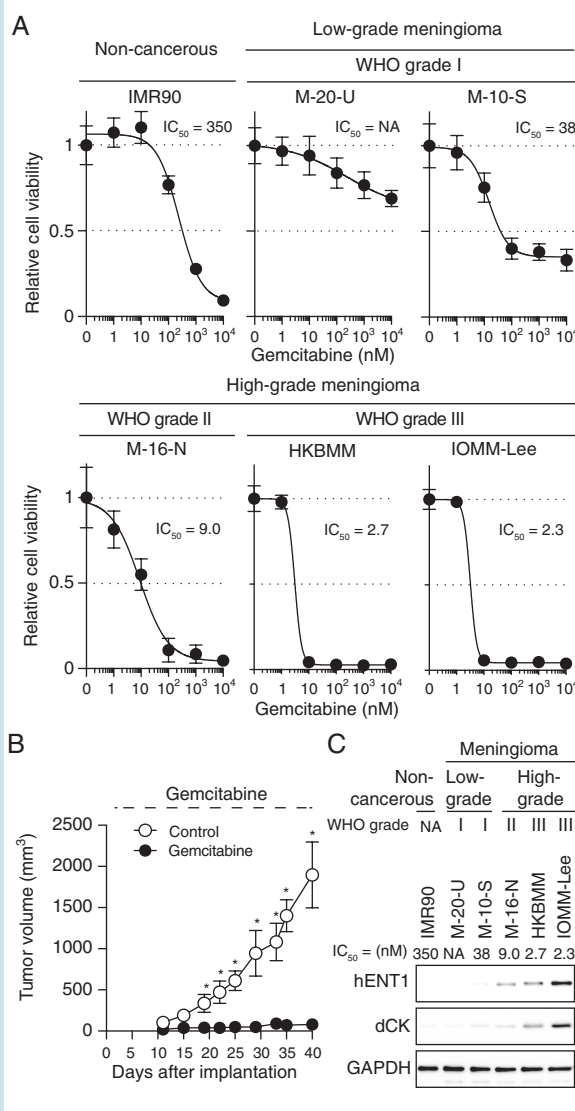 A
Non-cancerous
Low-grade meningioma
WHO grade I
IMR90 M-20-U M-10-S
IC50 = 350 IC50 = NA IC50 = 38
Relative cell viability
1
0.5
0
0 1 10 10² 10³ 10⁴ 0 1 10 10² 10³ 10⁴ 0 1 10 10² 10³ 10⁴
Gemcitabine (nM)
High-grade meningioma
WHO grade II WHO grade III
M-16-N HKBMM IOMM-Lee
IC50 = 9.0 IC50 = 2.7 IC50 = 2.3
Relative cell viability
1
0.5
0
0 1 10 10² 10³ 10⁴ 0 1 10 10² 10³ 10⁴ 0 1 10 10² 10³ 10⁴
Gemcitabine (nM)
B
Gemcitabine
Control
Gemcitabine
Tumor volume (mm³)
2500
2000
1500
1000
500
0
* * * * * * *
0 5 10 15 20 25 30 35 40
Days after implantation
C
Meningioma
Non-cancerous
Low-grade
High-grade
WHO grade NA I I II III III
IMR90 M-20-U M-10-S M-16-N HKBMM IOMM-Lee
IC50 = (nM) 350 NA 38 9.0 2.7 2.3
hENT1
dCK
GAPDH